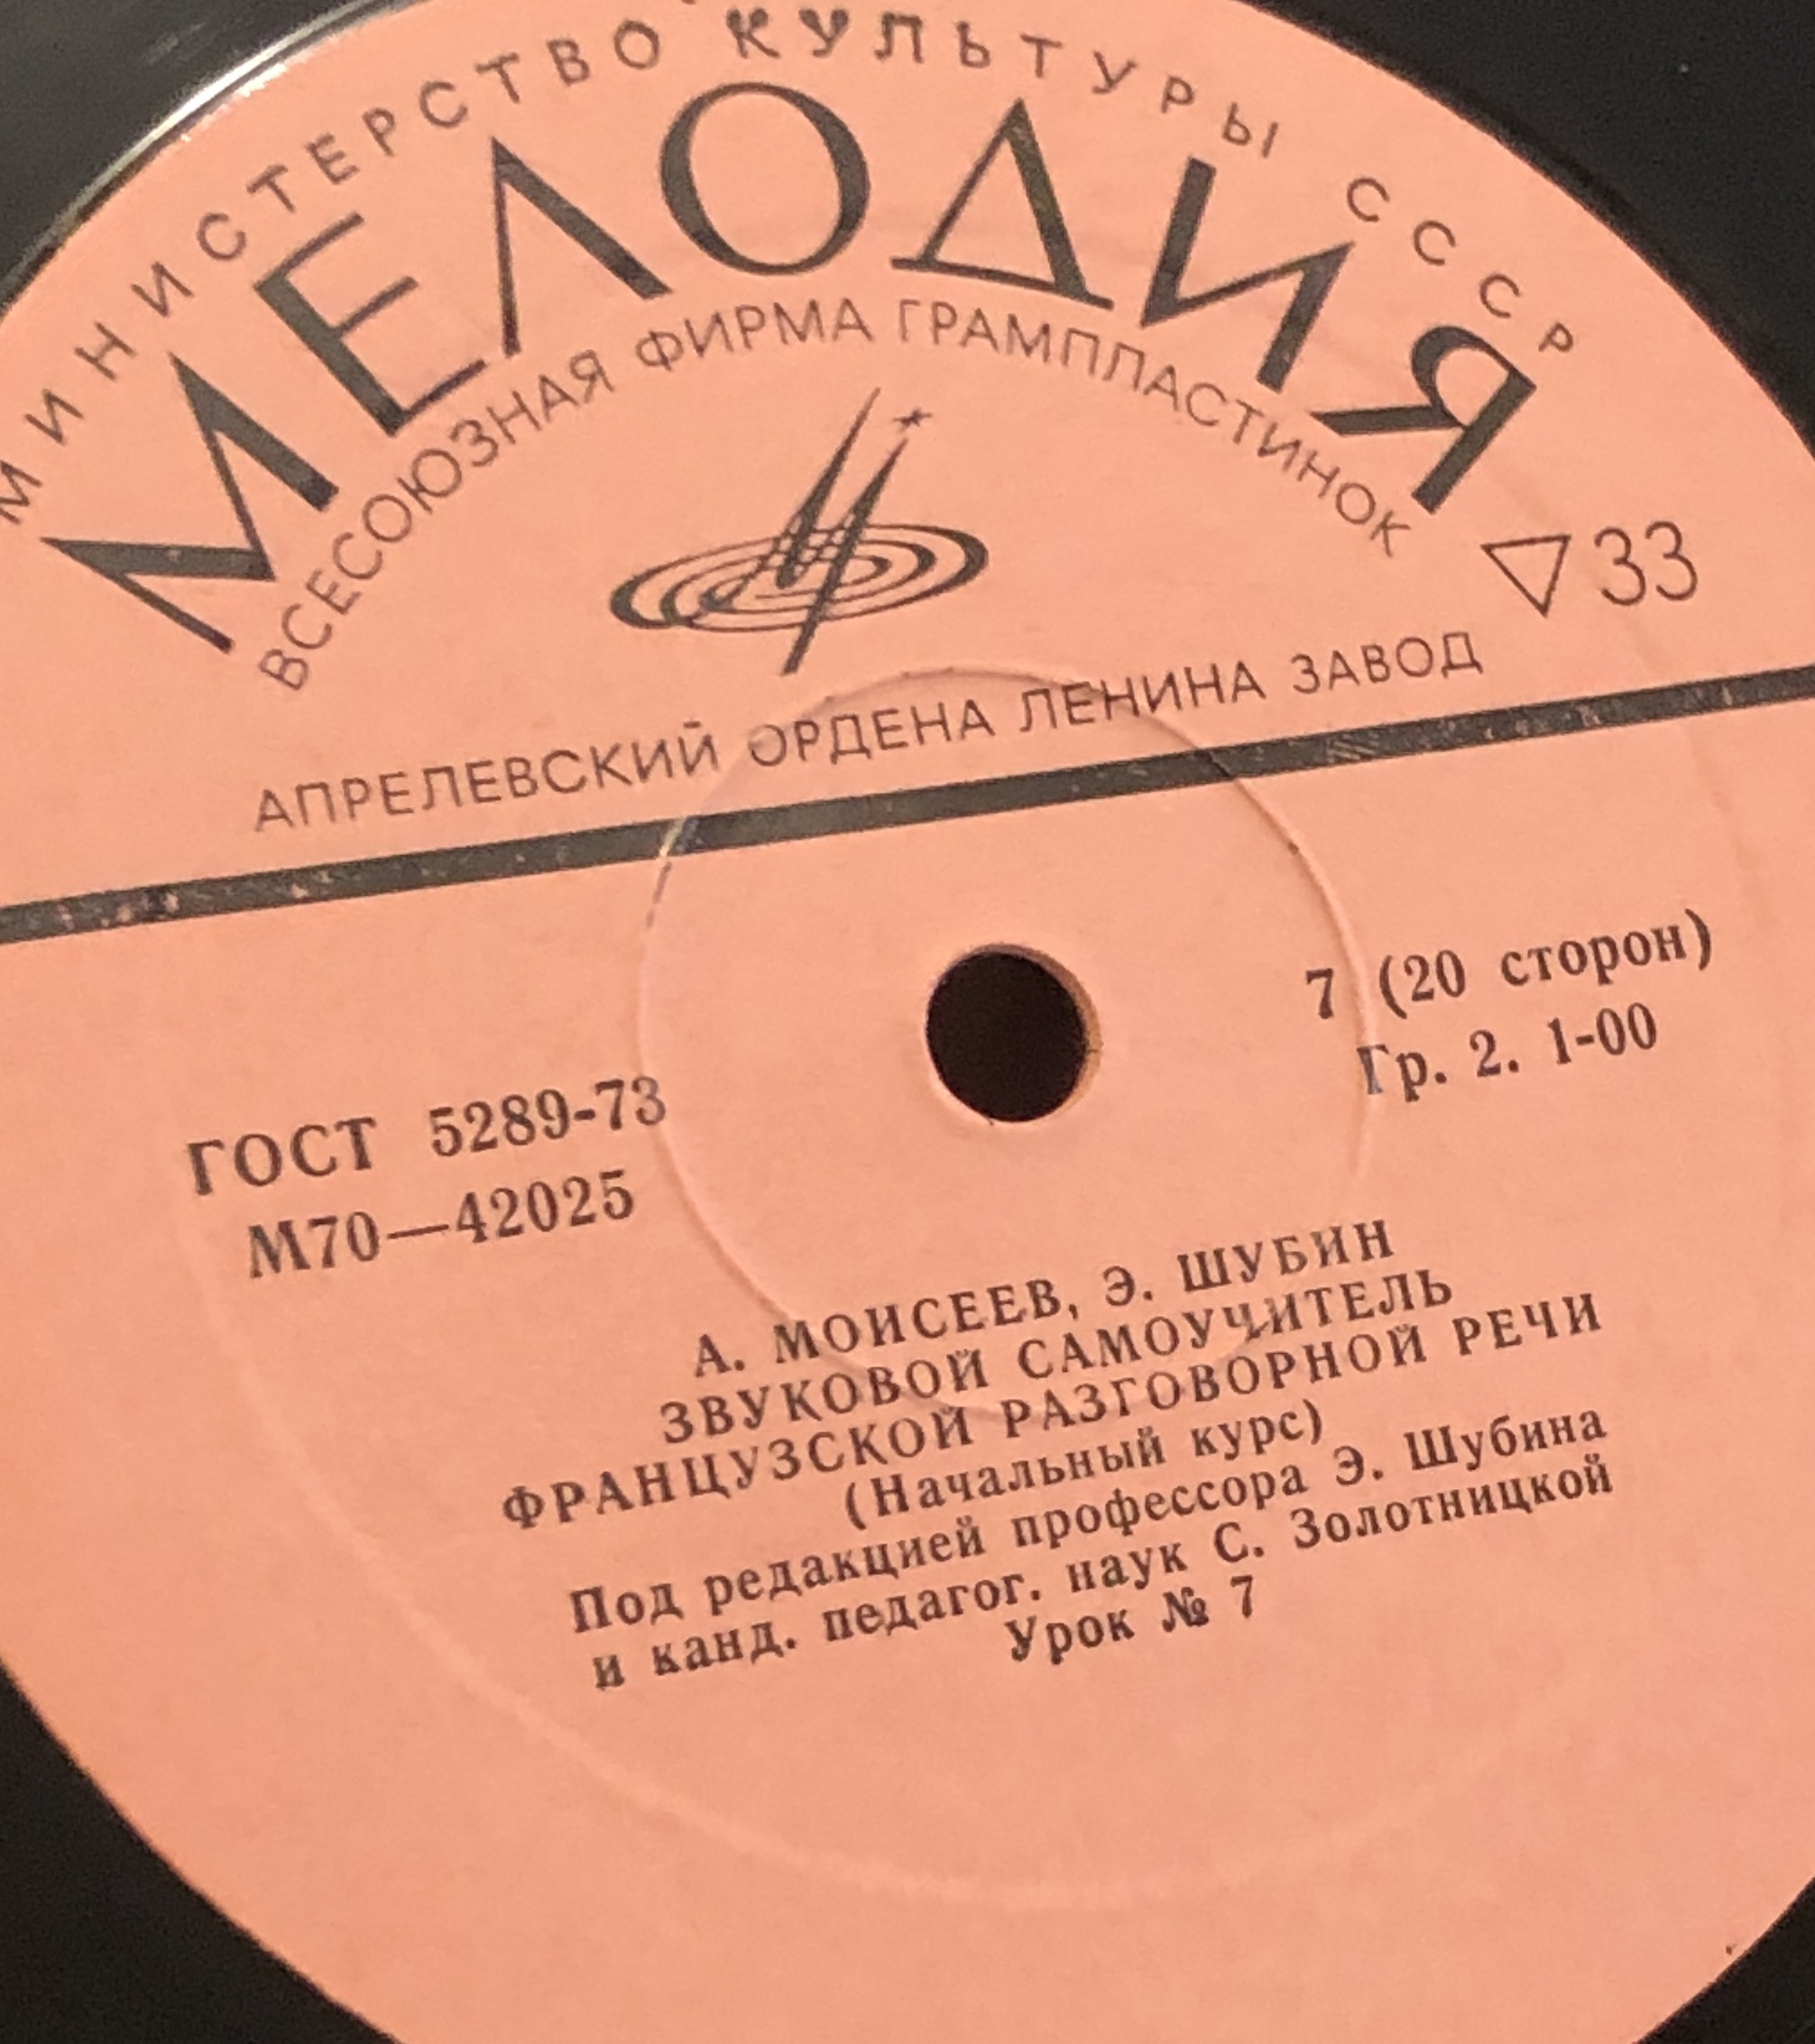 МИНИСТЕРСТВО КУЛЬТУРЫ СССР
МЕЛОДИЯ
ВСЕСОЮЗНАЯ ФИРМА ГРАМПЛАСТИНОК
▽33
АПРЕЛЕВСКИЙ ОРДЕНА ЛЕНИНА ЗАВОД
7 (20 сторон)
Гр. 2. 1-00
ГОСТ 5289-73
М70—42025
А. МОИСЕЕВ, Э. ШУБИН
ЗВУКОВОЙ САМОУЧИТЕЛЬ
ФРАНЦУЗСКОЙ РАЗГОВОРНОЙ РЕЧИ
(Начальный курс)
Под редакцией профессора Э. Шубина
и канд. педагог. наук С. Золотницкой
Урок № 7